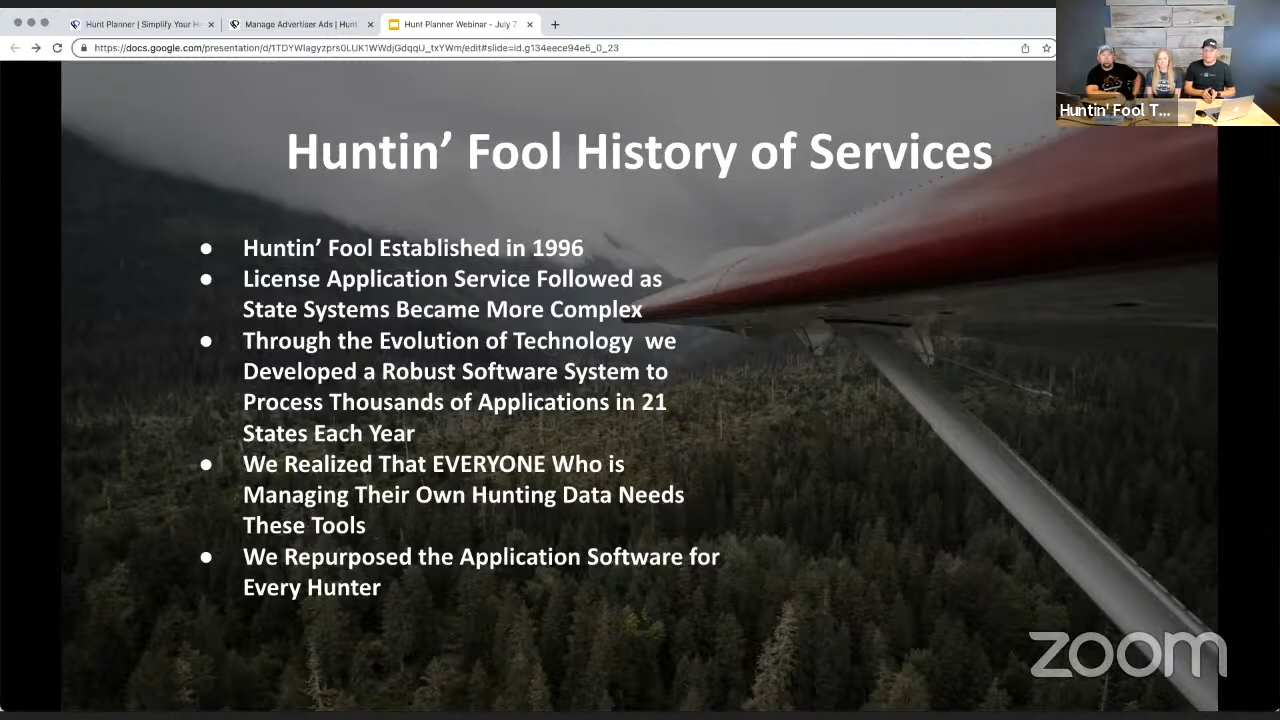 Hunt Planner | Simplify Your H
Manage Advertiser Ads | Hunt
Hunt Planner Webinar - July 7
https://docs.google.com/presentation/d/1TDYWlagyzprs0LUK1WWdjGdqqU_txYWm/edit#slide=id.g134eece94e5_0_23
Huntin' Fool T...
Huntin’ Fool History of Services
● Huntin’ Fool Established in 1996
● License Application Service Followed as
State Systems Became More Complex
● Through the Evolution of Technology we
Developed a Robust Software System to
Process Thousands of Applications in 21
States Each Year
● We Realized That EVERYONE Who is
Managing Their Own Hunting Data Needs
These Tools
● We Repurposed the Application Software for
Every Hunter
zoom